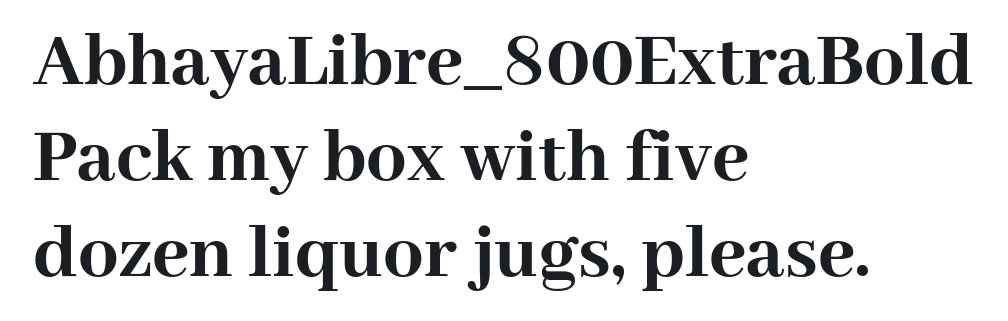 AbhayaLibre_800ExtraBold
Pack my box with five
dozen liquor jugs, please.